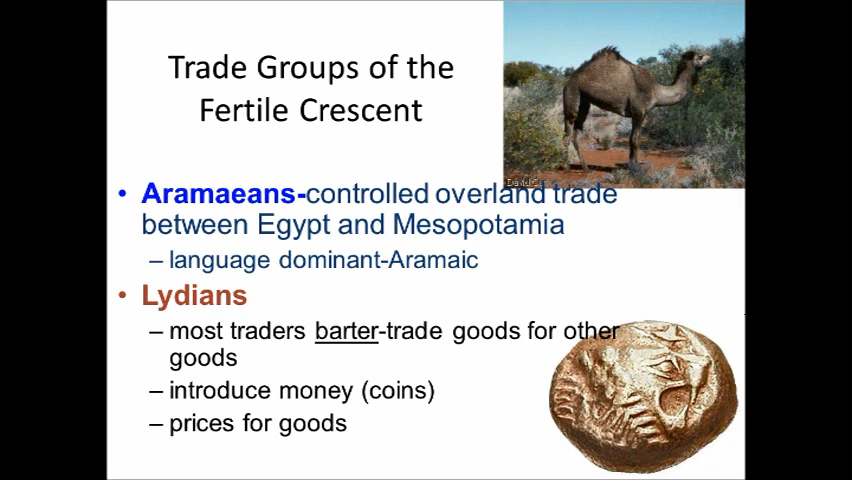 Trade Groups of the
Fertile Crescent
• Aramaeans-controlled overland trade
between Egypt and Mesopotamia
– language dominant-Aramaic
• Lydians
– most traders barter-trade goods for other
goods
– introduce money (coins)
– prices for goods